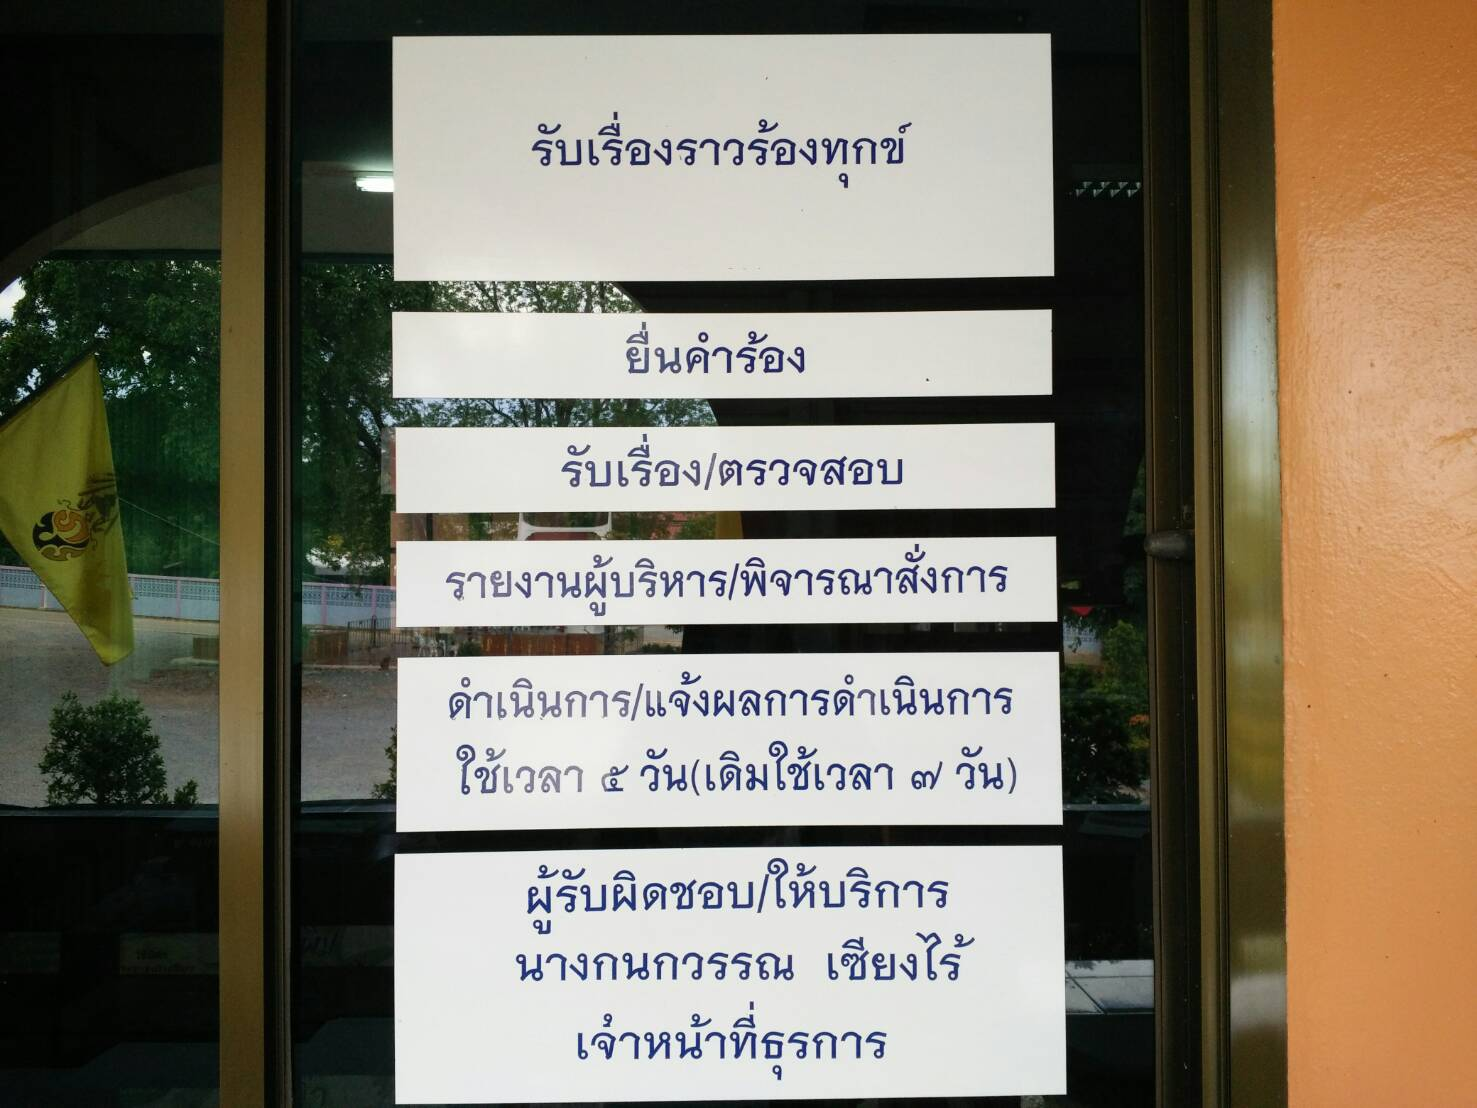 รับเรื่องราวร้องทุกข์
ยื่นคำร้อง
รับเรื่อง/ตรวจสอบ
รายงานผู้บริหาร/พิจารณาสั่งการ
ดำเนินการ/แจ้งผลการดำเนินการ
ใช้เวลา ๕ วัน(เดิมใช้เวลา ๗ วัน)
ผู้รับผิดชอบ/ให้บริการ
นางกนกวรรณ เซียงไร้
เจ้าหน้าที่ธุรการ